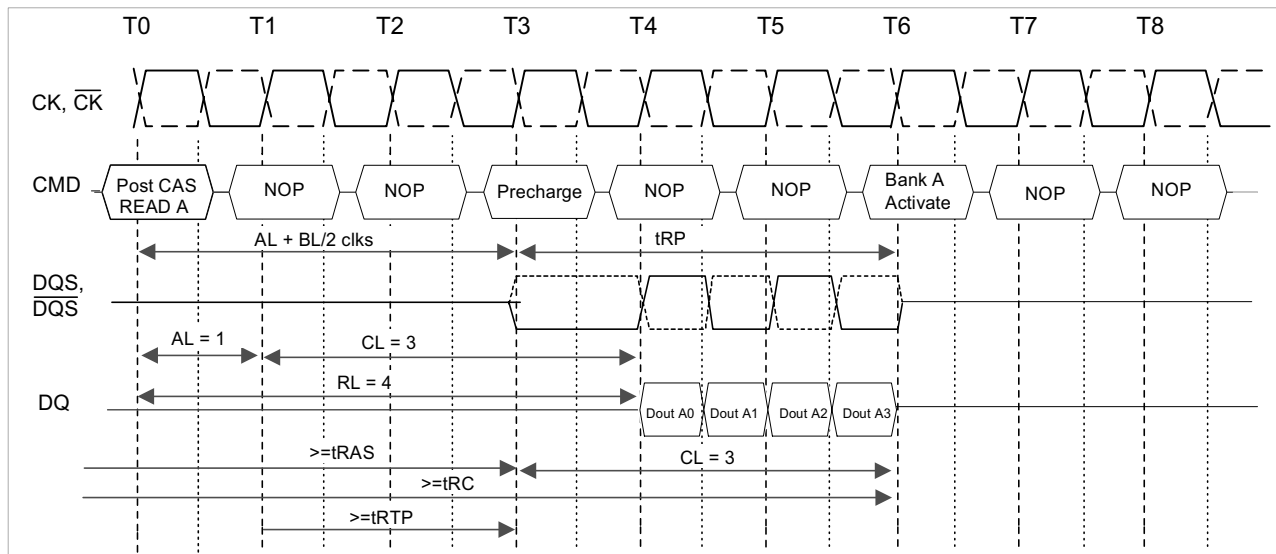 T0 T1 T2 T3 T4 T5 T6 T7 T8
CK, CK
CMD
Post CAS
READ A
NOP
NOP
Precharge
NOP
NOP
Bank A
Activate
NOP
NOP
AL + BL/2 clks
tRP
DQS,
DQS
AL = 1
CL = 3
RL = 4
DQ
Dout A0
Dout A1
Dout A2
Dout A3
>=tRAS
CL = 3
>=tRC
>=tRTP